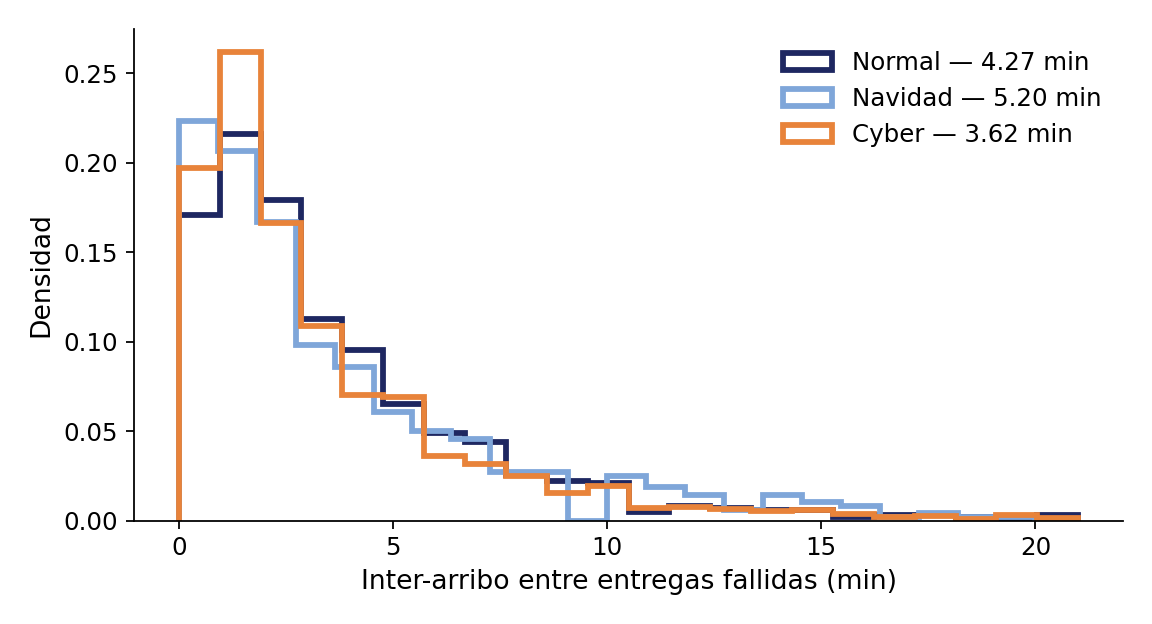 Normal — 4.27 min
Navidad — 5.20 min
Cyber — 3.62 min
Densidad
0.25
0.20
0.15
0.10
0.05
0.00
0 5 10 15 20
Inter-arribo entre entregas fallidas (min)